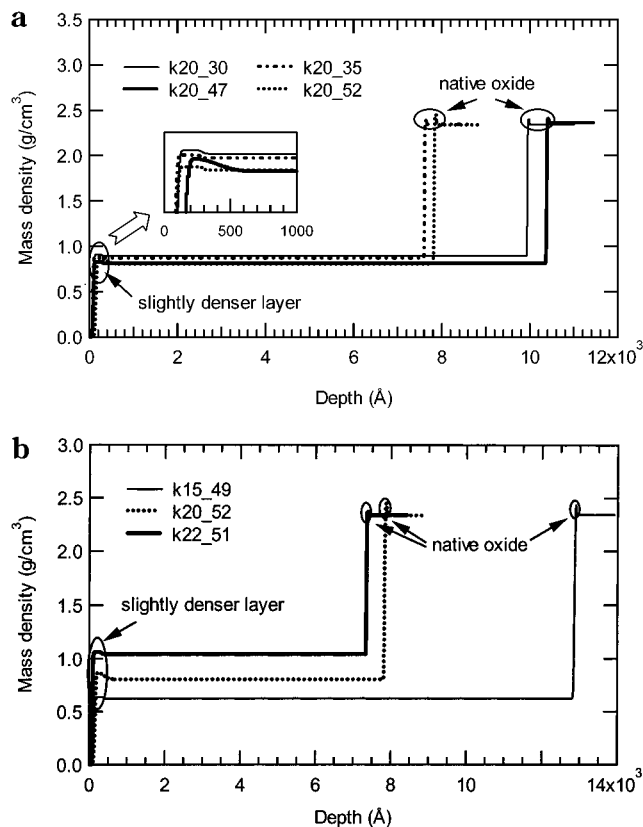 a
3.5
3.0
2.5
2.0
1.5
1.0
0.5
0.0
Mass density (g/cm³)
k20_30
k20_35
k20_47
k20_52
native oxide
0
500
1000
slightly denser layer
0
2
4
6
8
10
12x10³
Depth (Å)
b
3.0
2.5
2.0
1.5
1.0
0.5
0.0
Mass density (g/cm³)
k15_49
k20_52
k22_51
native oxide
slightly denser layer
0
2
4
6
8
10
12
14x10³
Depth (Å)